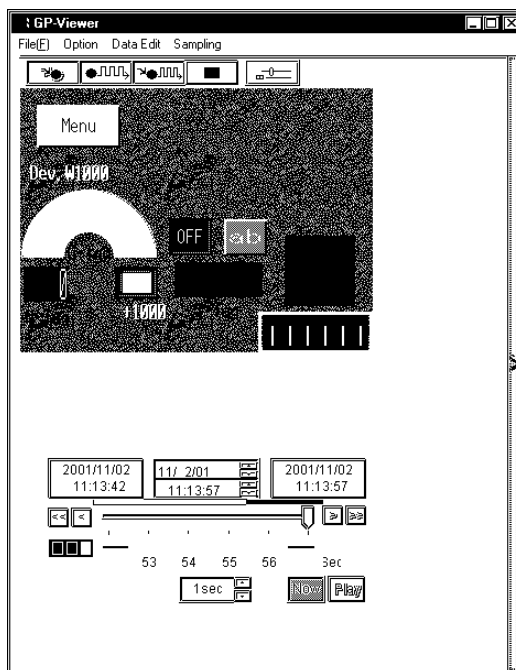 GP-Viewer
File(F) Option Data Edit Sampling
Menu
Dev,W1000
OFF ab
0
+1000
2001/11/02 11/ 2/01 2001/11/02
11:13:42 11:13:57 11:13:57
<< < > >>
53 54 55 56 Sec
1sec Now Play